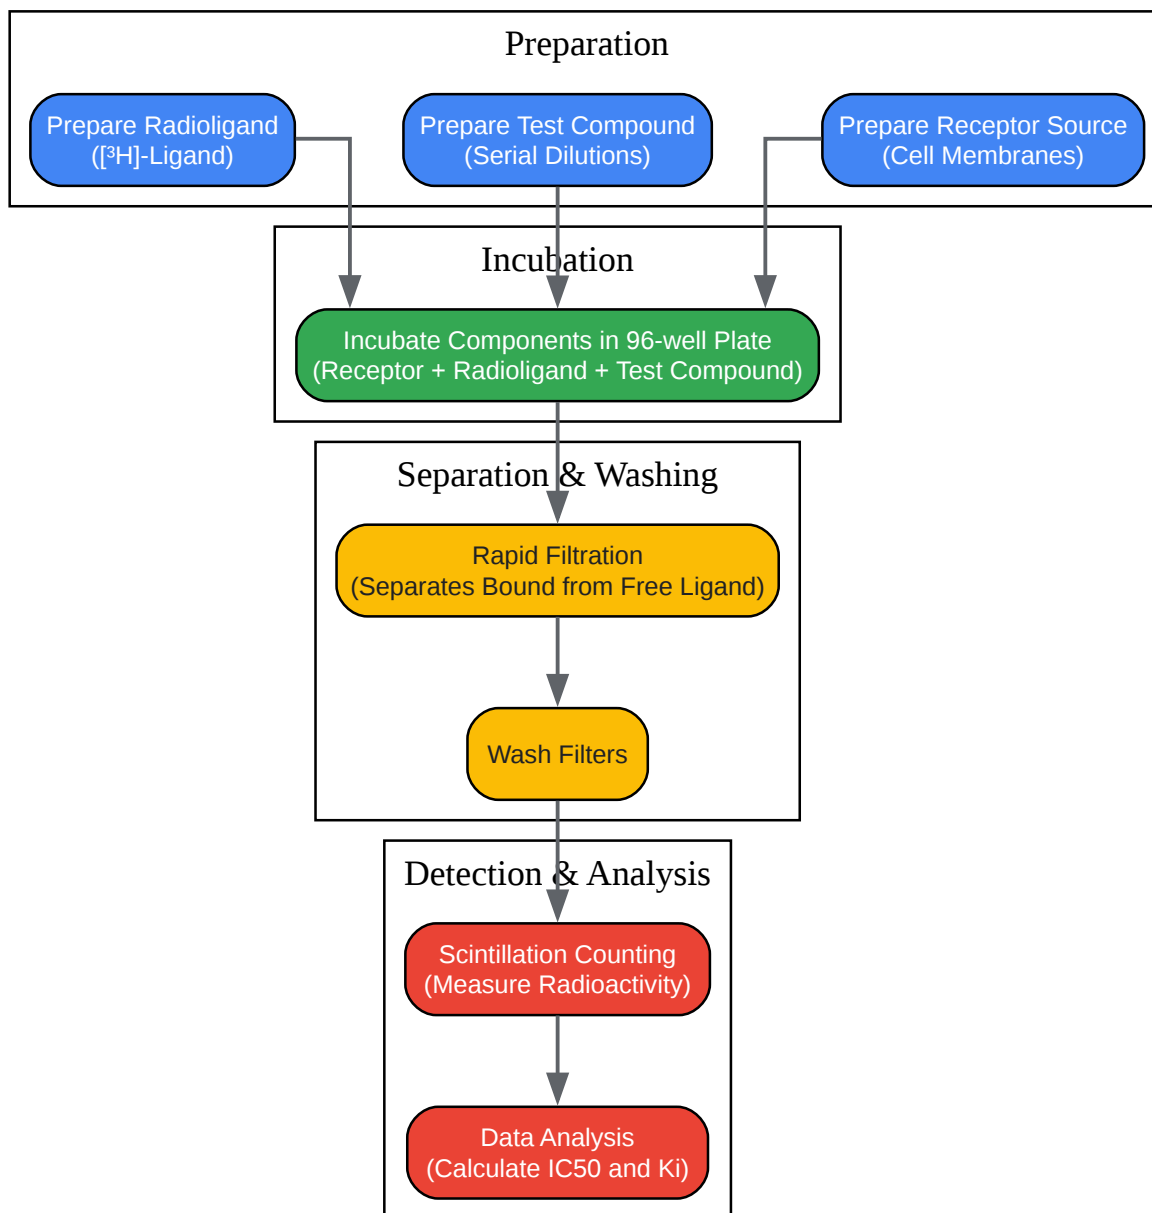 Preparation
Prepare Radioligand
([³H]-Ligand)
Prepare Test Compound
(Serial Dilutions)
Prepare Receptor Source
(Cell Membranes)
Incubation
Incubate Components in 96-well Plate
(Receptor + Radioligand + Test Compound)
Separation & Washing
Rapid Filtration
(Separates Bound from Free Ligand)
Wash Filters
Detection & Analysis
Scintillation Counting
(Measure Radioactivity)
Data Analysis
(Calculate IC50 and Ki)